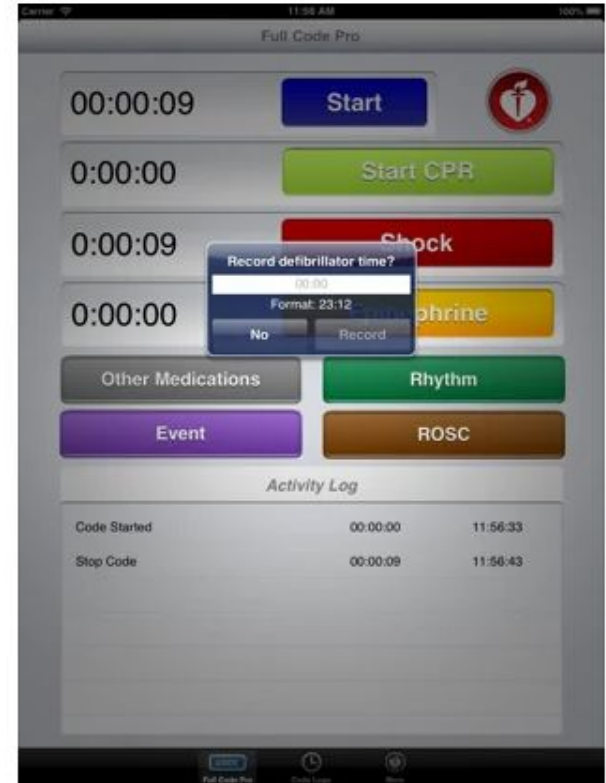 Carrier 11:56 AM 100%
Full Code Pro
00:00:09 Start
0:00:00 Start CPR
0:00:09 Shock
Record defibrillator time?
00:00
Format: 23:12
No Record
0:00:00 phrine
Other Medications Rhythm
Event ROSC
Activity Log
Code Started 00:00:00 11:56:33
Stop Code 00:00:09 11:56:43
Full Code Pro Code Logs More